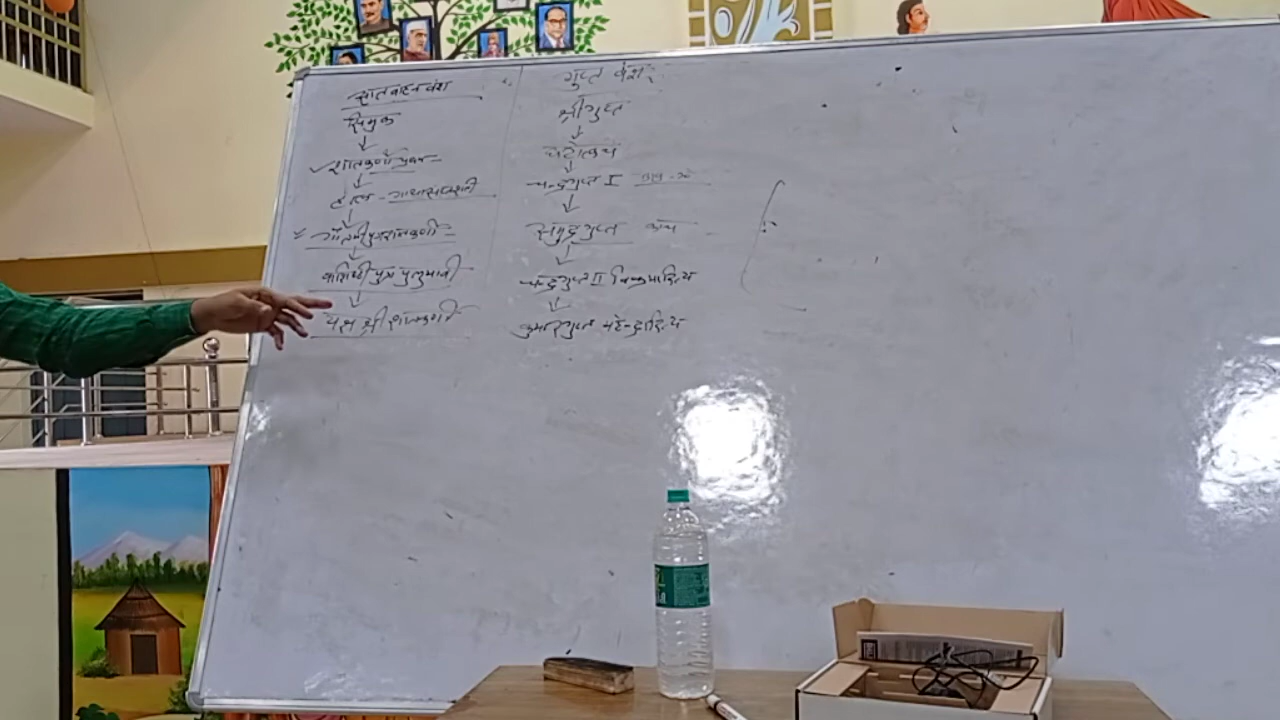 सातवाहन वंश
सिमुक
शातकर्णी प्रथम
हाल - गाथासप्तशती
गौतमीपुत्र शातकर्णी
वाशिष्ठी पुत्र पुलुमावी
यज्ञ श्री शातकर्णी
गुप्त वंश
श्रीगुप्त
घटोत्कच
चन्द्रगुप्त I
समुद्रगुप्त
चन्द्रगुप्त II विक्रमादित्य
कुमारगुप्त महेन्द्रादित्य